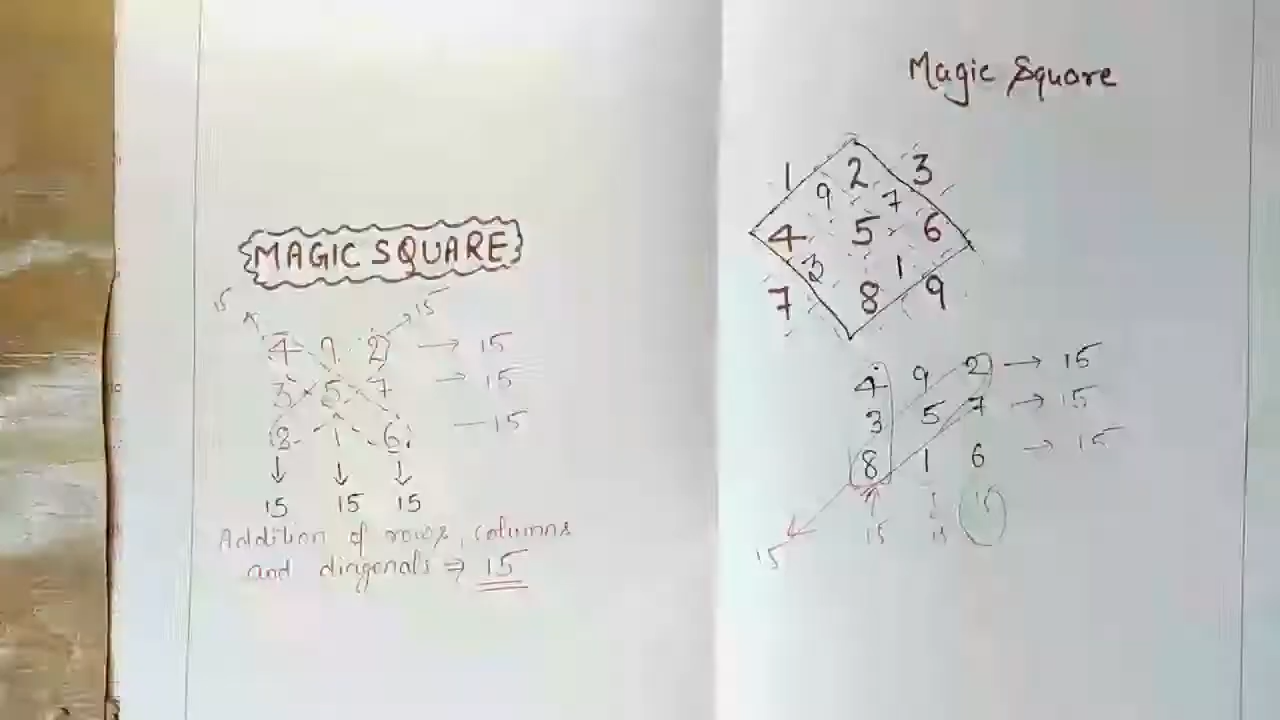 MAGIC SQUARE
15 15
4 9 2 → 15
3 5 7 → 15
8 1 6 — 15
↓ ↓ ↓
15 15 15
Addition of rows, columns
and diagonals ⇒ 15
Magic Square
1 2 3
9 7
4 5 6
3 1
7 8 9
4 9 2 → 15
3 5 7 → 15
8 1 6 → 15
15 15 15
15